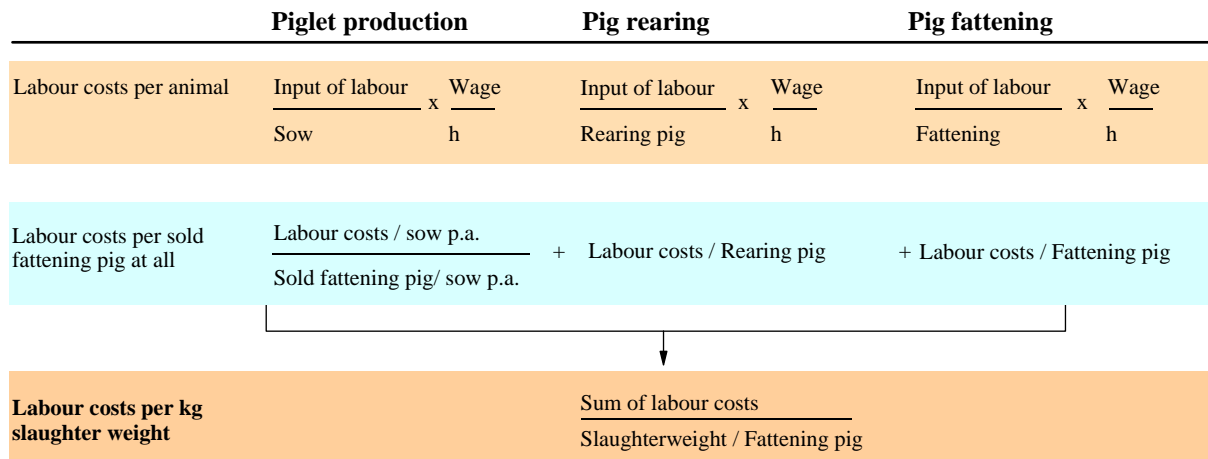 Piglet production Pig rearing Pig fattening
Labour costs per animal
Input of labour x Wage
Sow h
Input of labour x Wage
Rearing pig h
Input of labour x Wage
Fattening h
Labour costs per sold
fattening pig at all
Labour costs / sow p.a.
Sold fattening pig/ sow p.a.
+ Labour costs / Rearing pig
+ Labour costs / Fattening pig
Labour costs per kg
slaughter weight
Sum of labour costs
Slaughterweight / Fattening pig